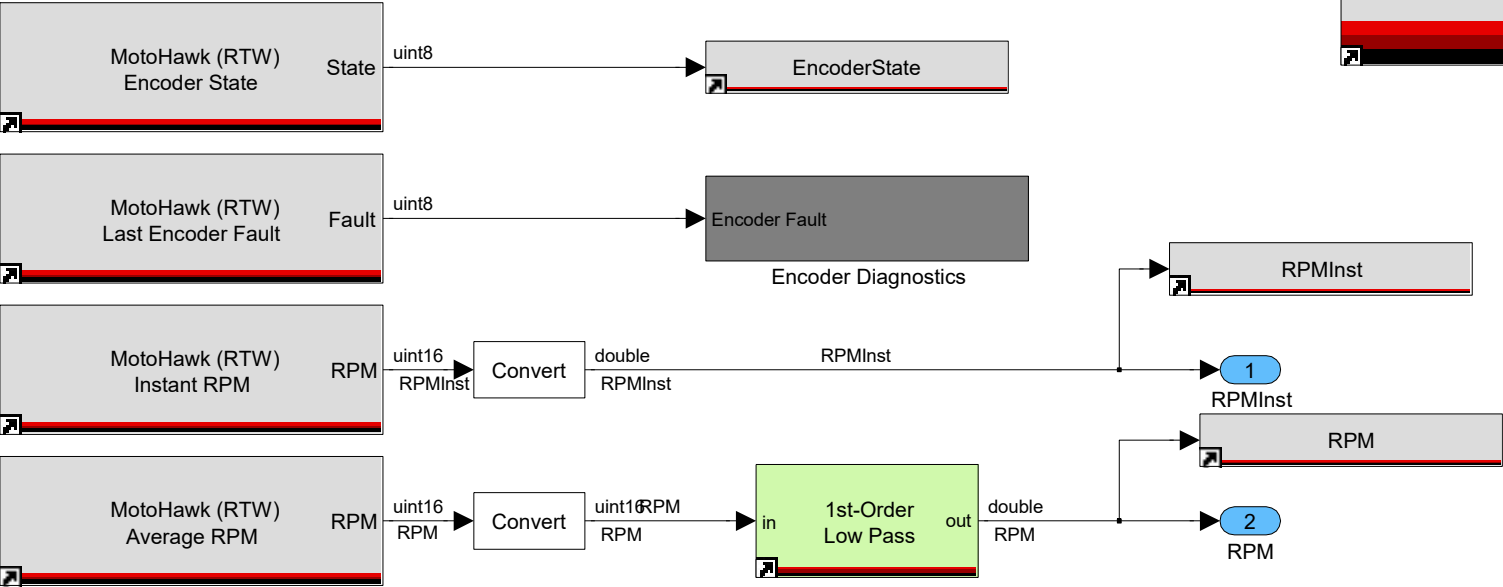 MotoHawk (RTW)
Encoder State
State
uint8
EncoderState
MotoHawk (RTW)
Last Encoder Fault
Fault
uint8
Encoder Fault
Encoder Diagnostics
RPMInst
MotoHawk (RTW)
Instant RPM
RPM
uint16
RPMInst
Convert
double
RPMInst
RPMInst
1
RPMInst
RPM
MotoHawk (RTW)
Average RPM
RPM
uint16
RPM
Convert
uint16
RPM
RPM
in
1st-Order
Low Pass
out
double
RPM
2
RPM